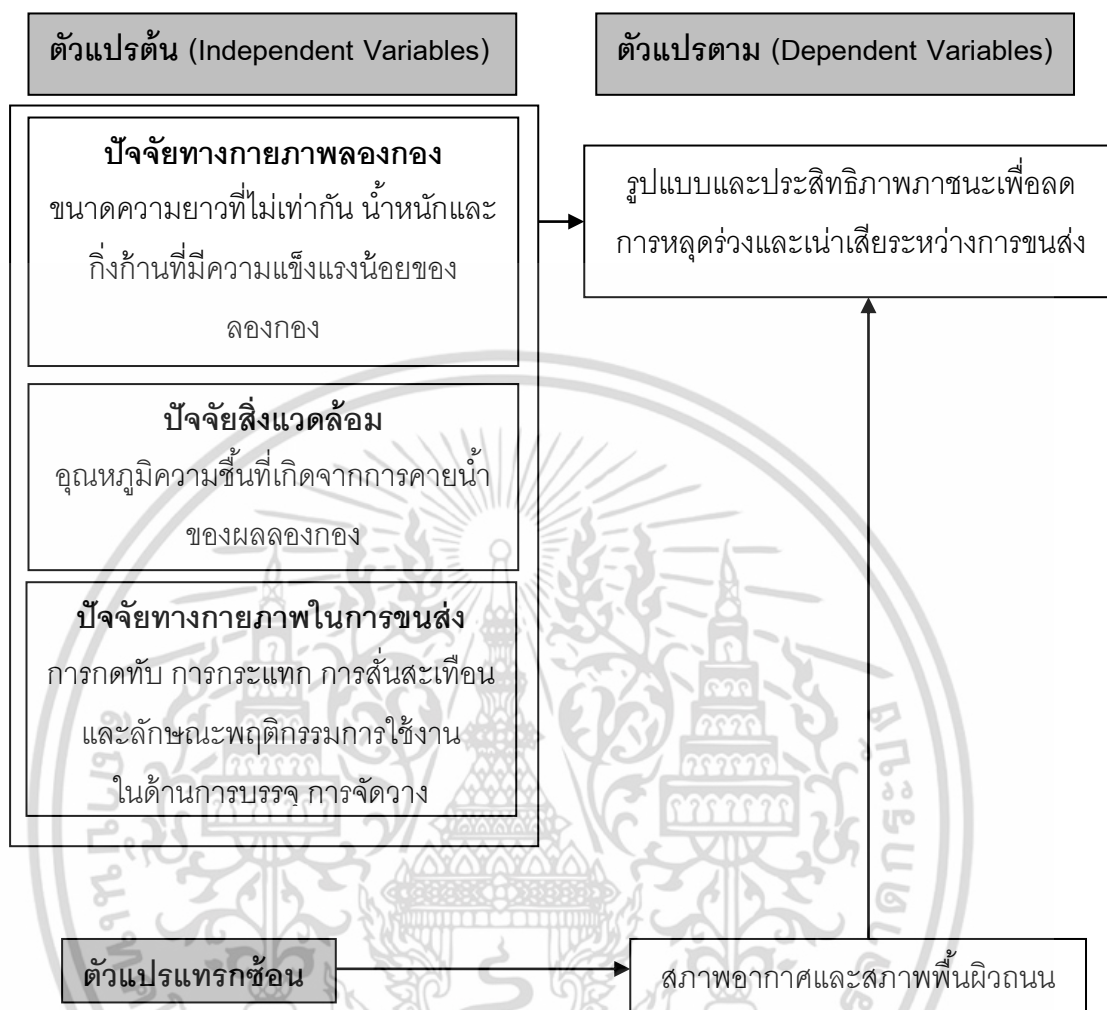 ตัวแปรต้น (Independent Variables)
ตัวแปรตาม (Dependent Variables)
ปัจจัยทางกายภาพลองกอง
ขนาดความยาวที่ไม่เท่ากัน น้ำหนักและ
กิ่งก้านที่มีความแข็งแรงน้อยของ
ลองกอง
รูปแบบและประสิทธิภาพภาชนะเพื่อลด
การหลุดร่วงและเน่าเสียระหว่างการขนส่ง
ปัจจัยสิ่งแวดล้อม
อุณหภูมิความชื้นที่เกิดจากการคายน้ำ
ของผลลองกอง
ปัจจัยทางกายภาพในการขนส่ง
การกดทับ การกระแทก การสั่นสะเทือน
และลักษณะพฤติกรรมการใช้งาน
ในด้านการบรรจุ การจัดวาง
ตัวแปรแทรกซ้อน
สภาพอากาศและสภาพพื้นผิวถนน